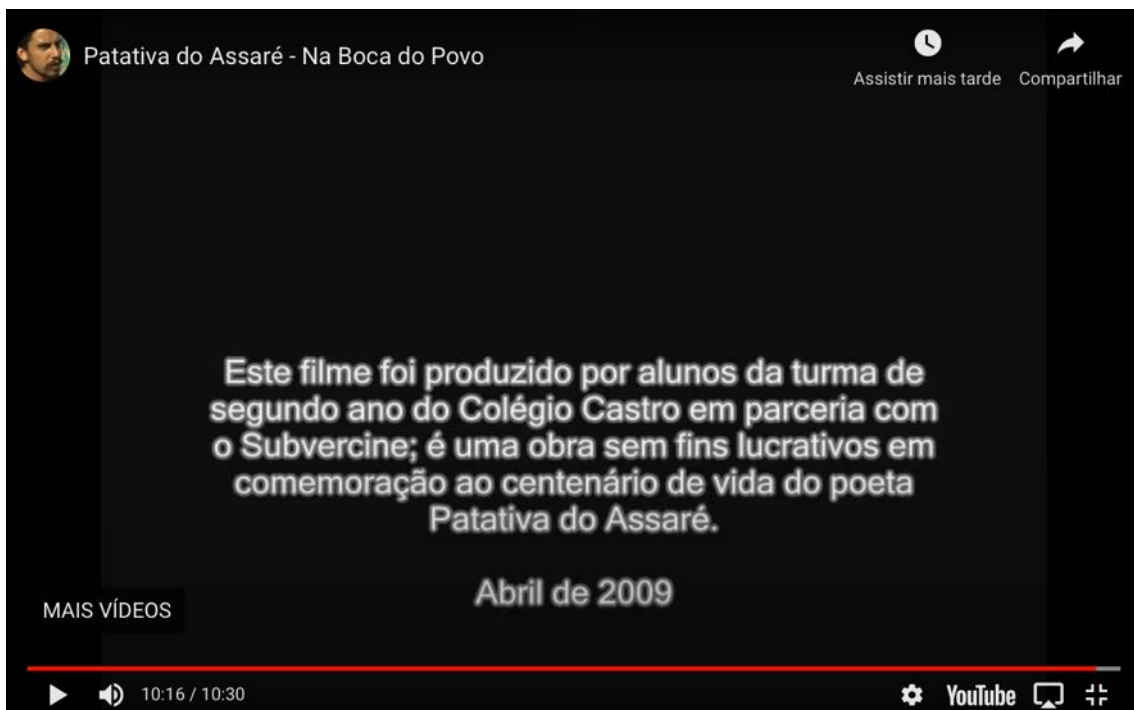 Patativa do Assaré - Na Boca do Povo
Assistir mais tarde
Compartilhar
Este filme foi produzido por alunos da turma de
segundo ano do Colégio Castro em parceria com
o Subvercine; é uma obra sem fins lucrativos em
comemoração ao centenário de vida do poeta
Patativa do Assaré.
Abril de 2009
MAIS VÍDEOS
10:16 / 10:30
YouTube